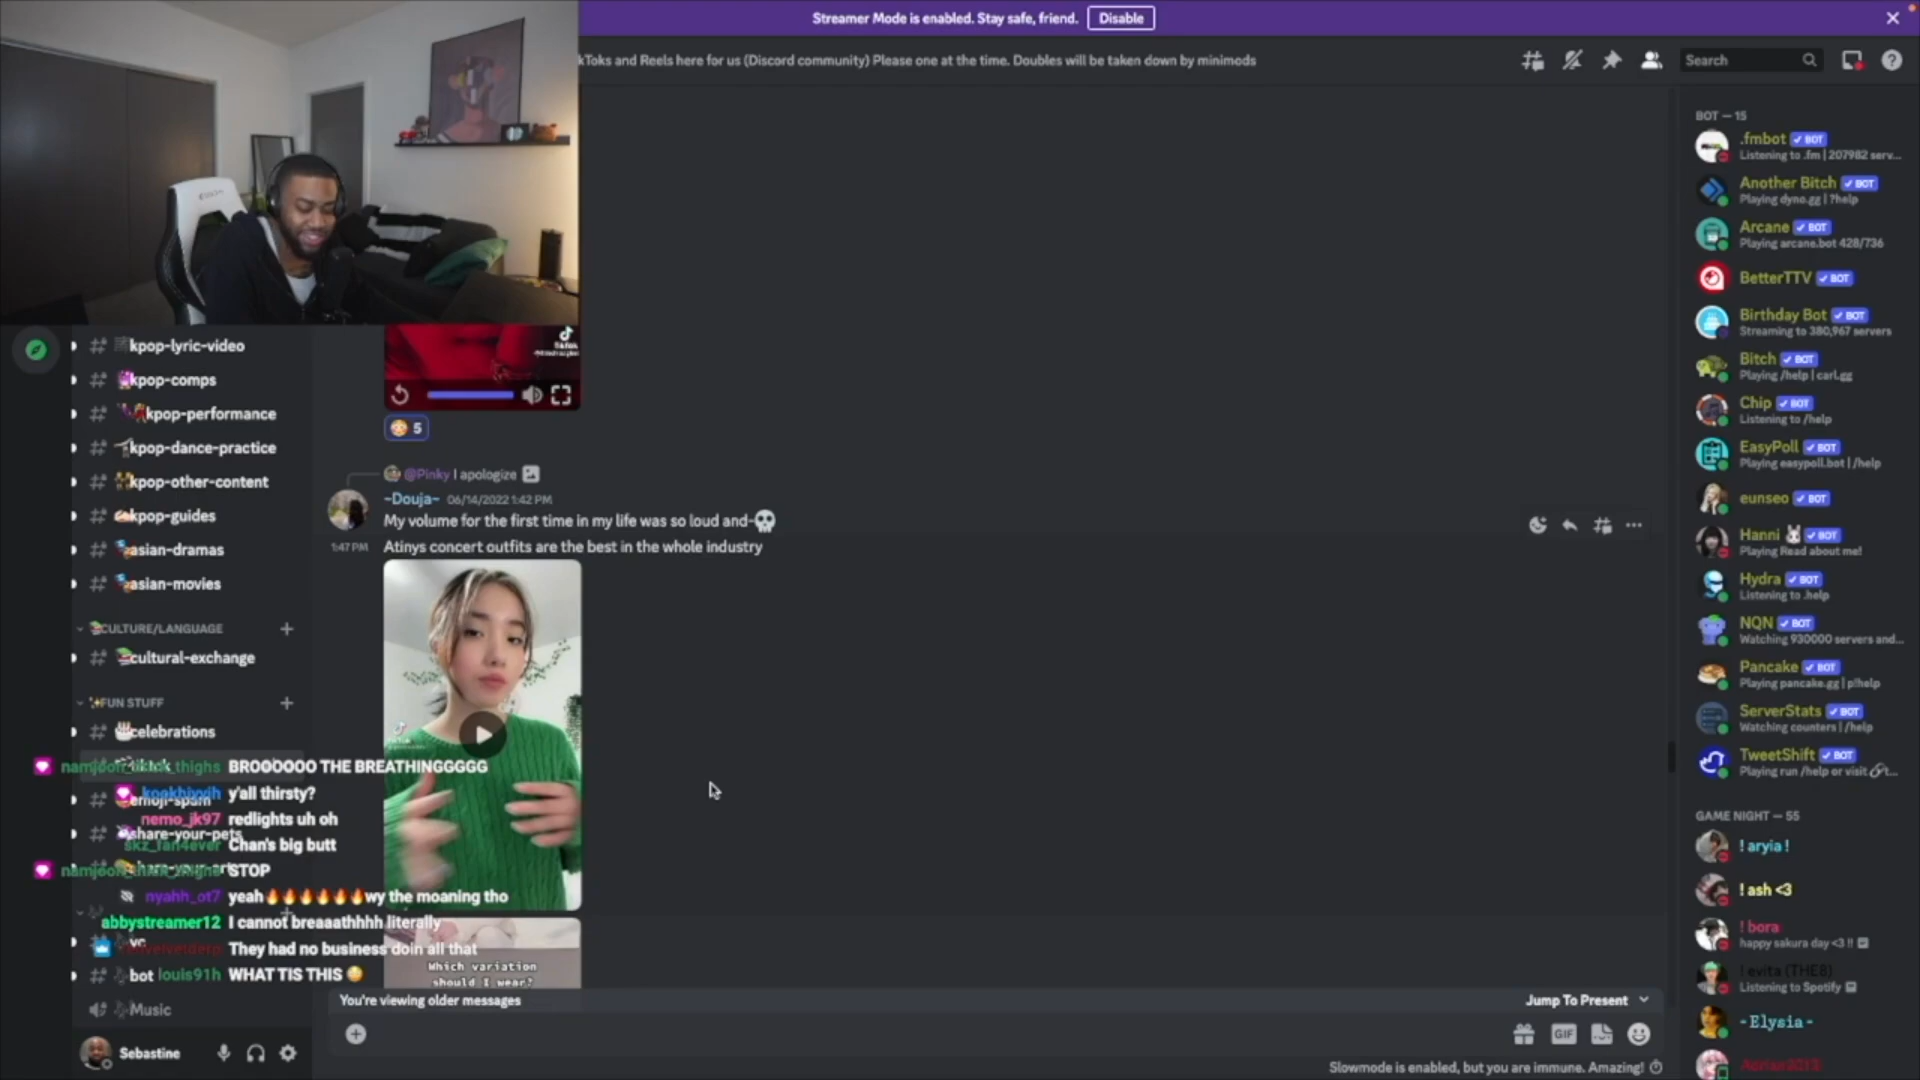 Streamer Mode is enabled. Stay safe, friend. Disable
kToks and Reels here for us (Discord community) Please one at the time. Doubles will be taken down by minimods
Search
kpop-lyric-video
kpop-comps
kpop-performance
kpop-dance-practice
kpop-other-content
kpop-guides
asian-dramas
asian-movies
CULTURE/LANGUAGE
cultural-exchange
FUN STUFF
celebrations
BROOOOOO THE BREATHINGGGGG
y'all thirsty?
emoji-spam
nemo_jk97 redlights uh oh
share-your-pets
skz_fan4ever Chan's big butt
STOP
nyahh_ot7 yeah🔥🔥🔥🔥🔥🔥wy the moaning tho
abbystreamer12 I cannot breaaathhhh literally
They had no business doin all that
bot
louis91h WHAT TIS THIS 😳
Music
Sebastine
5
@Pinky I apologize
~Douja~ 06/14/2022 1:42 PM
My volume for the first time in my life was so loud and-💀
1:47 PM Atinys concert outfits are the best in the whole industry
Which variation
should I wear?
You're viewing older messages
Jump To Present
GIF
Slowmode is enabled, but you are immune. Amazing!
BOT — 15
.fmbot BOT
Listening to .fm | 207982 serv...
Another Bitch BOT
Playing dyno.gg | ?help
Arcane BOT
Playing arcane.bot 428/736
BetterTTV BOT
Birthday Bot BOT
Streaming to 380,967 servers
Bitch BOT
Playing /help | carl.gg
Chip BOT
Listening to /help
EasyPoll BOT
Playing easypoll.bot | /help
eunseo BOT
Hanni 🐰 BOT
Playing Read about me!
Hydra BOT
Listening to .help
NQN BOT
Watching 930000 servers and...
Pancake BOT
Playing pancake.gg | p!help
ServerStats BOT
Watching counters | /help
TweetShift BOT
Playing run /help or visit 🔗t...
GAME NIGHT — 55
! aryia !
! ash <3
! bora
happy sakura day <3 !!
! evita (THE8)
Listening to Spotify
-Elysia-